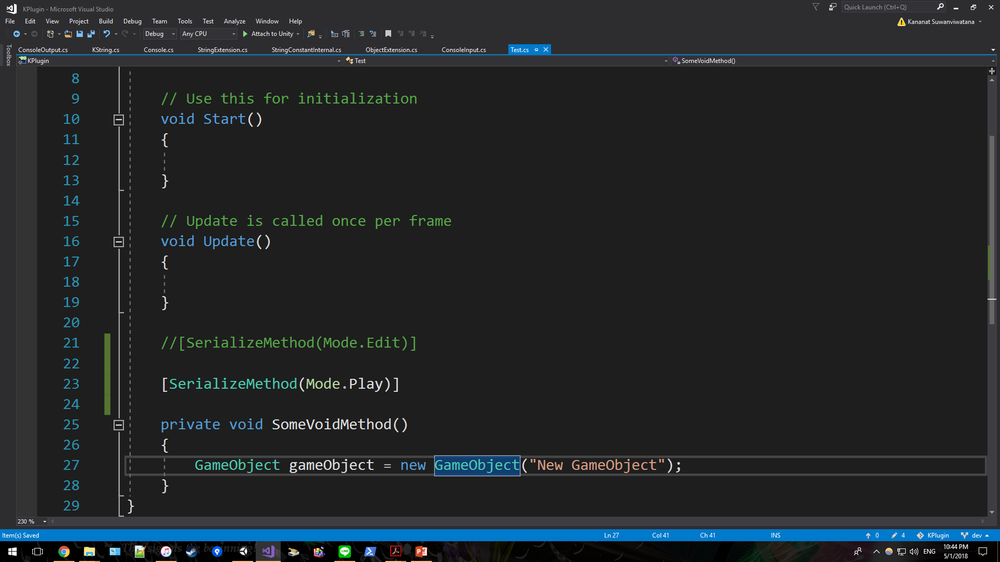 KPlugin - Microsoft Visual Studio
Quick Launch (Ctrl+Q)
File Edit View Project Build Debug Team Tools Test Analyze Window Help
Kananat Suwanviwatana
Debug Any CPU Attach to Unity
Toolbox
ConsoleOutput.cs KString.cs Console.cs StringExtension.cs StringConstantInternal.cs ObjectExtension.cs ConsoleInput.cs Test.cs
KPlugin Test SomeVoidMethod()
8
9 // Use this for initialization
10 void Start()
11 {
12
13 }
14
15 // Update is called once per frame
16 void Update()
17 {
18
19 }
20
21 //[SerializeMethod(Mode.Edit)]
22
23 [SerializeMethod(Mode.Play)]
24
25 private void SomeVoidMethod()
26 {
27 GameObject gameObject = new GameObject("New GameObject");
28 }
29 }
230 %
Item(s) Saved Ln 27 Col 41 Ch 41 INS 0 4 KPlugin dev
ENG
10:44 PM
5/1/2018